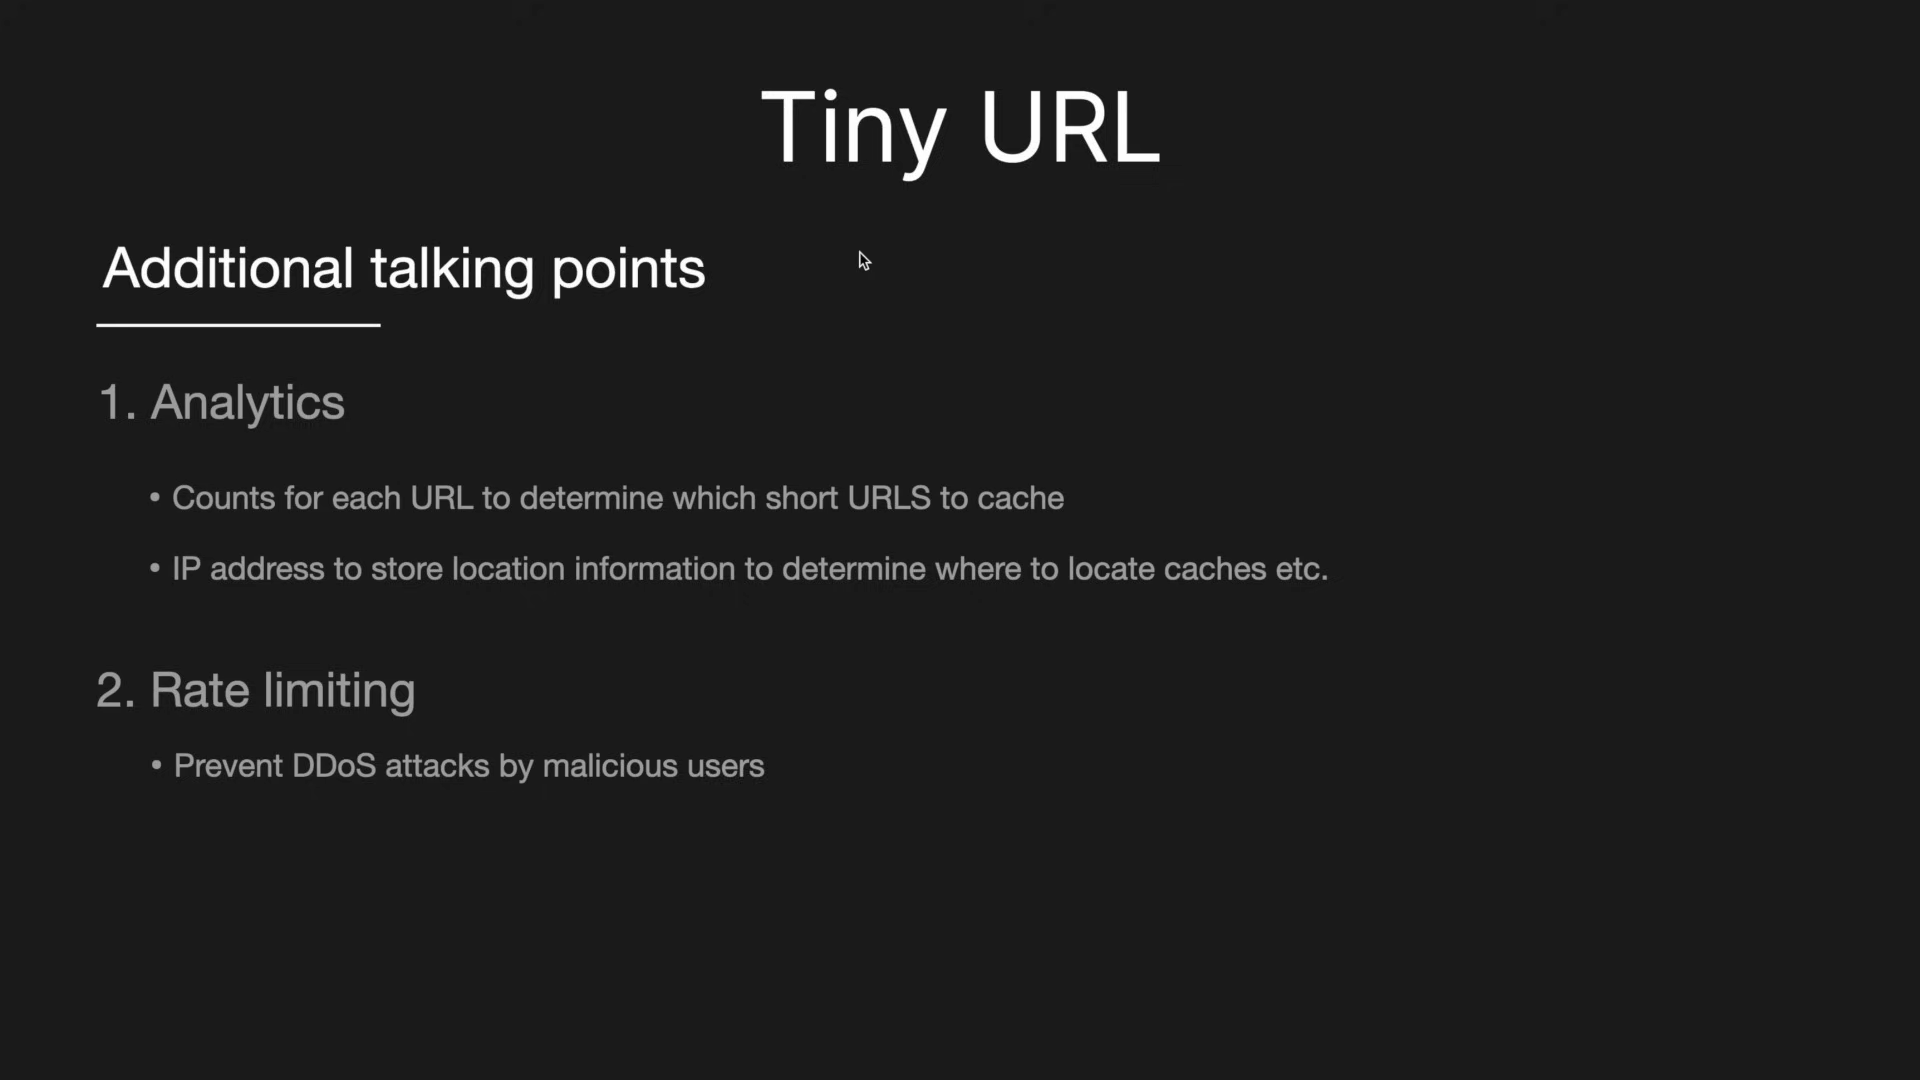 Tiny URL
Additional talking points
1. Analytics
• Counts for each URL to determine which short URLS to cache
• IP address to store location information to determine where to locate caches etc.
2. Rate limiting
• Prevent DDoS attacks by malicious users